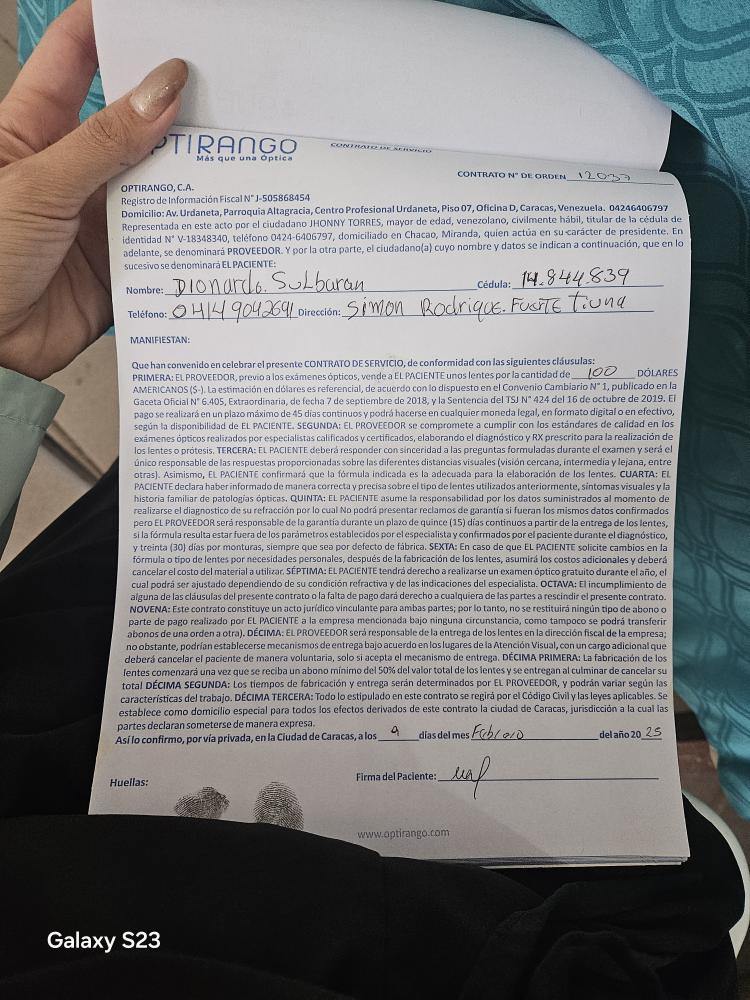 OPTIRANGO
Más que una Óptica
CONTRATO DE SERVICIO
CONTRATO N° DE ORDEN 12037
OPTIRANGO, C.A.
Registro de Información Fiscal N° J-505868454
Domicilio: Av. Urdaneta, Parroquia Altagracia, Centro Profesional Urdaneta, Piso 07, Oficina D, Caracas, Venezuela. 04246406797
Representada en este acto por el ciudadano JHONNY TORRES, mayor de edad, venezolano, civilmente hábil, titular de la cédula de
identidad N° V-18348340, teléfono 0424-6406797, domiciliado en Chacao, Miranda, quien actúa en su carácter de presidente. En
adelante, se denominará PROVEEDOR. Y por la otra parte, el ciudadano(a) cuyo nombre y datos se indican a continuación, que en lo
sucesivo se denominará EL PACIENTE:
Nombre: Dionardo. Sulbaran Cédula: 14.844.839
Teléfono: 04149042691 Dirección: Simon Rodrique. Fuerte Tiuna
MANIFIESTAN:
Que han convenido en celebrar el presente CONTRATO DE SERVICIO, de conformidad con las siguientes cláusulas:
PRIMERA: EL PROVEEDOR, previo a los exámenes ópticos, vende a EL PACIENTE unos lentes por la cantidad de 100 DÓLARES
AMERICANOS ($-). La estimación en dólares es referencial, de acuerdo con lo dispuesto en el Convenio Cambiario N° 1, publicado en la
Gaceta Oficial N° 6.405, Extraordinaria, de fecha 7 de septiembre de 2018, y la Sentencia del TSJ N° 424 del 16 de octubre de 2019. El
pago se realizará en un plazo máximo de 45 días continuos y podrá hacerse en cualquier moneda legal, en formato digital o en efectivo,
según la disponibilidad de EL PACIENTE. SEGUNDA: EL PROVEEDOR se compromete a cumplir con los estándares de calidad en los
exámenes ópticos realizados por especialistas calificados y certificados, elaborando el diagnóstico y RX prescrito para la realización de
los lentes o prótesis. TERCERA: EL PACIENTE deberá responder con sinceridad a las preguntas formuladas durante el examen y será el
único responsable de las respuestas proporcionadas sobre las diferentes distancias visuales (visión cercana, intermedia y lejana, entre
otras). Asimismo, EL PACIENTE confirmará que la fórmula indicada es la adecuada para la elaboración de los lentes. CUARTA: EL
PACIENTE declara haber informado de manera correcta y precisa sobre el tipo de lentes utilizados anteriormente, síntomas visuales y la
historia familiar de patologías ópticas. QUINTA: EL PACIENTE asume la responsabilidad por los datos suministrados al momento de
realizarse el diagnostico de su refracción por lo cual No podrá presentar reclamos de garantía si fueran los mismos datos confirmados
pero EL PROVEEDOR será responsable de la garantía durante un plazo de quince (15) días continuos a partir de la entrega de los lentes,
si la fórmula resulta estar fuera de los parámetros establecidos por el especialista y confirmados por el paciente durante el diagnóstico,
y treinta (30) días por monturas, siempre que sea por defecto de fábrica. SEXTA: En caso de que EL PACIENTE solicite cambios en la
fórmula o tipo de lentes por necesidades personales, después de la fabricación de los lentes, asumirá los costos adicionales y deberá
cancelar el costo del material a utilizar. SÉPTIMA: EL PACIENTE tendrá derecho a realizarse un examen óptico gratuito durante el año, el
cual podrá ser ajustado dependiendo de su condición refractiva y de las indicaciones del especialista. OCTAVA: El incumplimiento de
alguna de las cláusulas del presente contrato o la falta de pago dará derecho a cualquiera de las partes a rescindir el presente contrato.
NOVENA: Este contrato constituye un acto jurídico vinculante para ambas partes; por lo tanto, no se restituirá ningún tipo de abono o
parte de pago realizado por EL PACIENTE a la empresa mencionada bajo ninguna circunstancia, como tampoco se podrá transferir
abonos de una orden a otra). DÉCIMA: EL PROVEEDOR será responsable de la entrega de los lentes en la dirección fiscal de la empresa;
no obstante, podrían establecerse mecanismos de entrega bajo acuerdo en los lugares de la Atención Visual, con un cargo adicional que
deberá cancelar el paciente de manera voluntaria, solo si acepta el mecanismo de entrega. DÉCIMA PRIMERA: La fabricación de los
lentes comenzará una vez que se reciba un abono mínimo del 50% del valor total de los lentes y se entregan al culminar de cancelar su
total DÉCIMA SEGUNDA: Los tiempos de fabricación y entrega serán determinados por EL PROVEEDOR, y podrán variar según las
características del trabajo. DÉCIMA TERCERA: Todo lo estipulado en este contrato se regirá por el Código Civil y las leyes aplicables. Se
establece como domicilio especial para todos los efectos derivados de este contrato la ciudad de Caracas, jurisdicción a la cual las
partes declaran someterse de manera expresa.
Así lo confirmo, por vía privada, en la Ciudad de Caracas, a los 9 días del mes Febrero del año 20 25
Huellas:
Firma del Paciente:
www.optirango.com
Galaxy S23